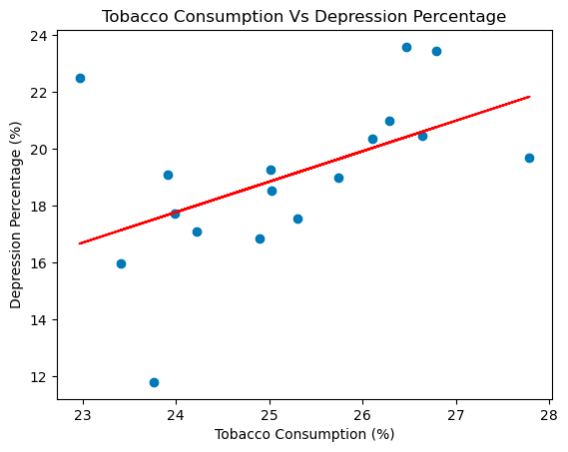 Tobacco Consumption Vs Depression Percentage
24
22
20
18
16
14
12
Depression Percentage (%)
23 24 25 26 27 28
Tobacco Consumption (%)